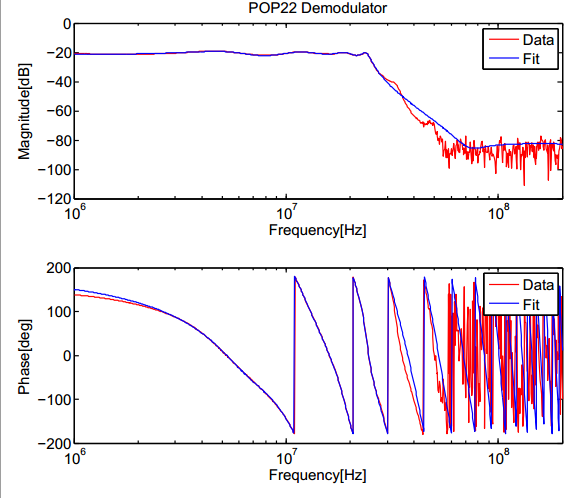 POP22 Demodulator
0
−20
−40
−60
−80
−100
−120
Magnitude[dB]
Data
Fit
10^6
10^7
10^8
Frequency[Hz]
200
100
0
−100
−200
Phase[deg]
Data
Fit
10^6
10^7
10^8
Frequency[Hz]